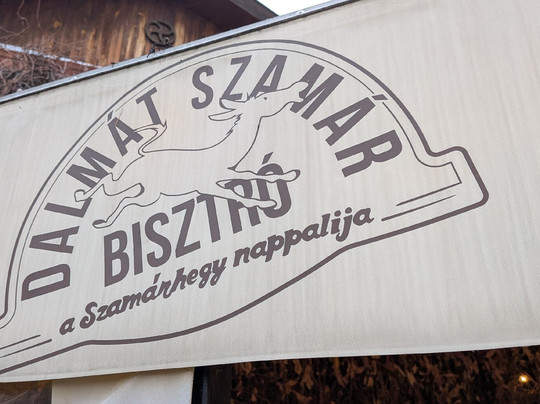 DALMÁT SZAMÁR
BISZTRÓ
a Szamárhegy nappalija